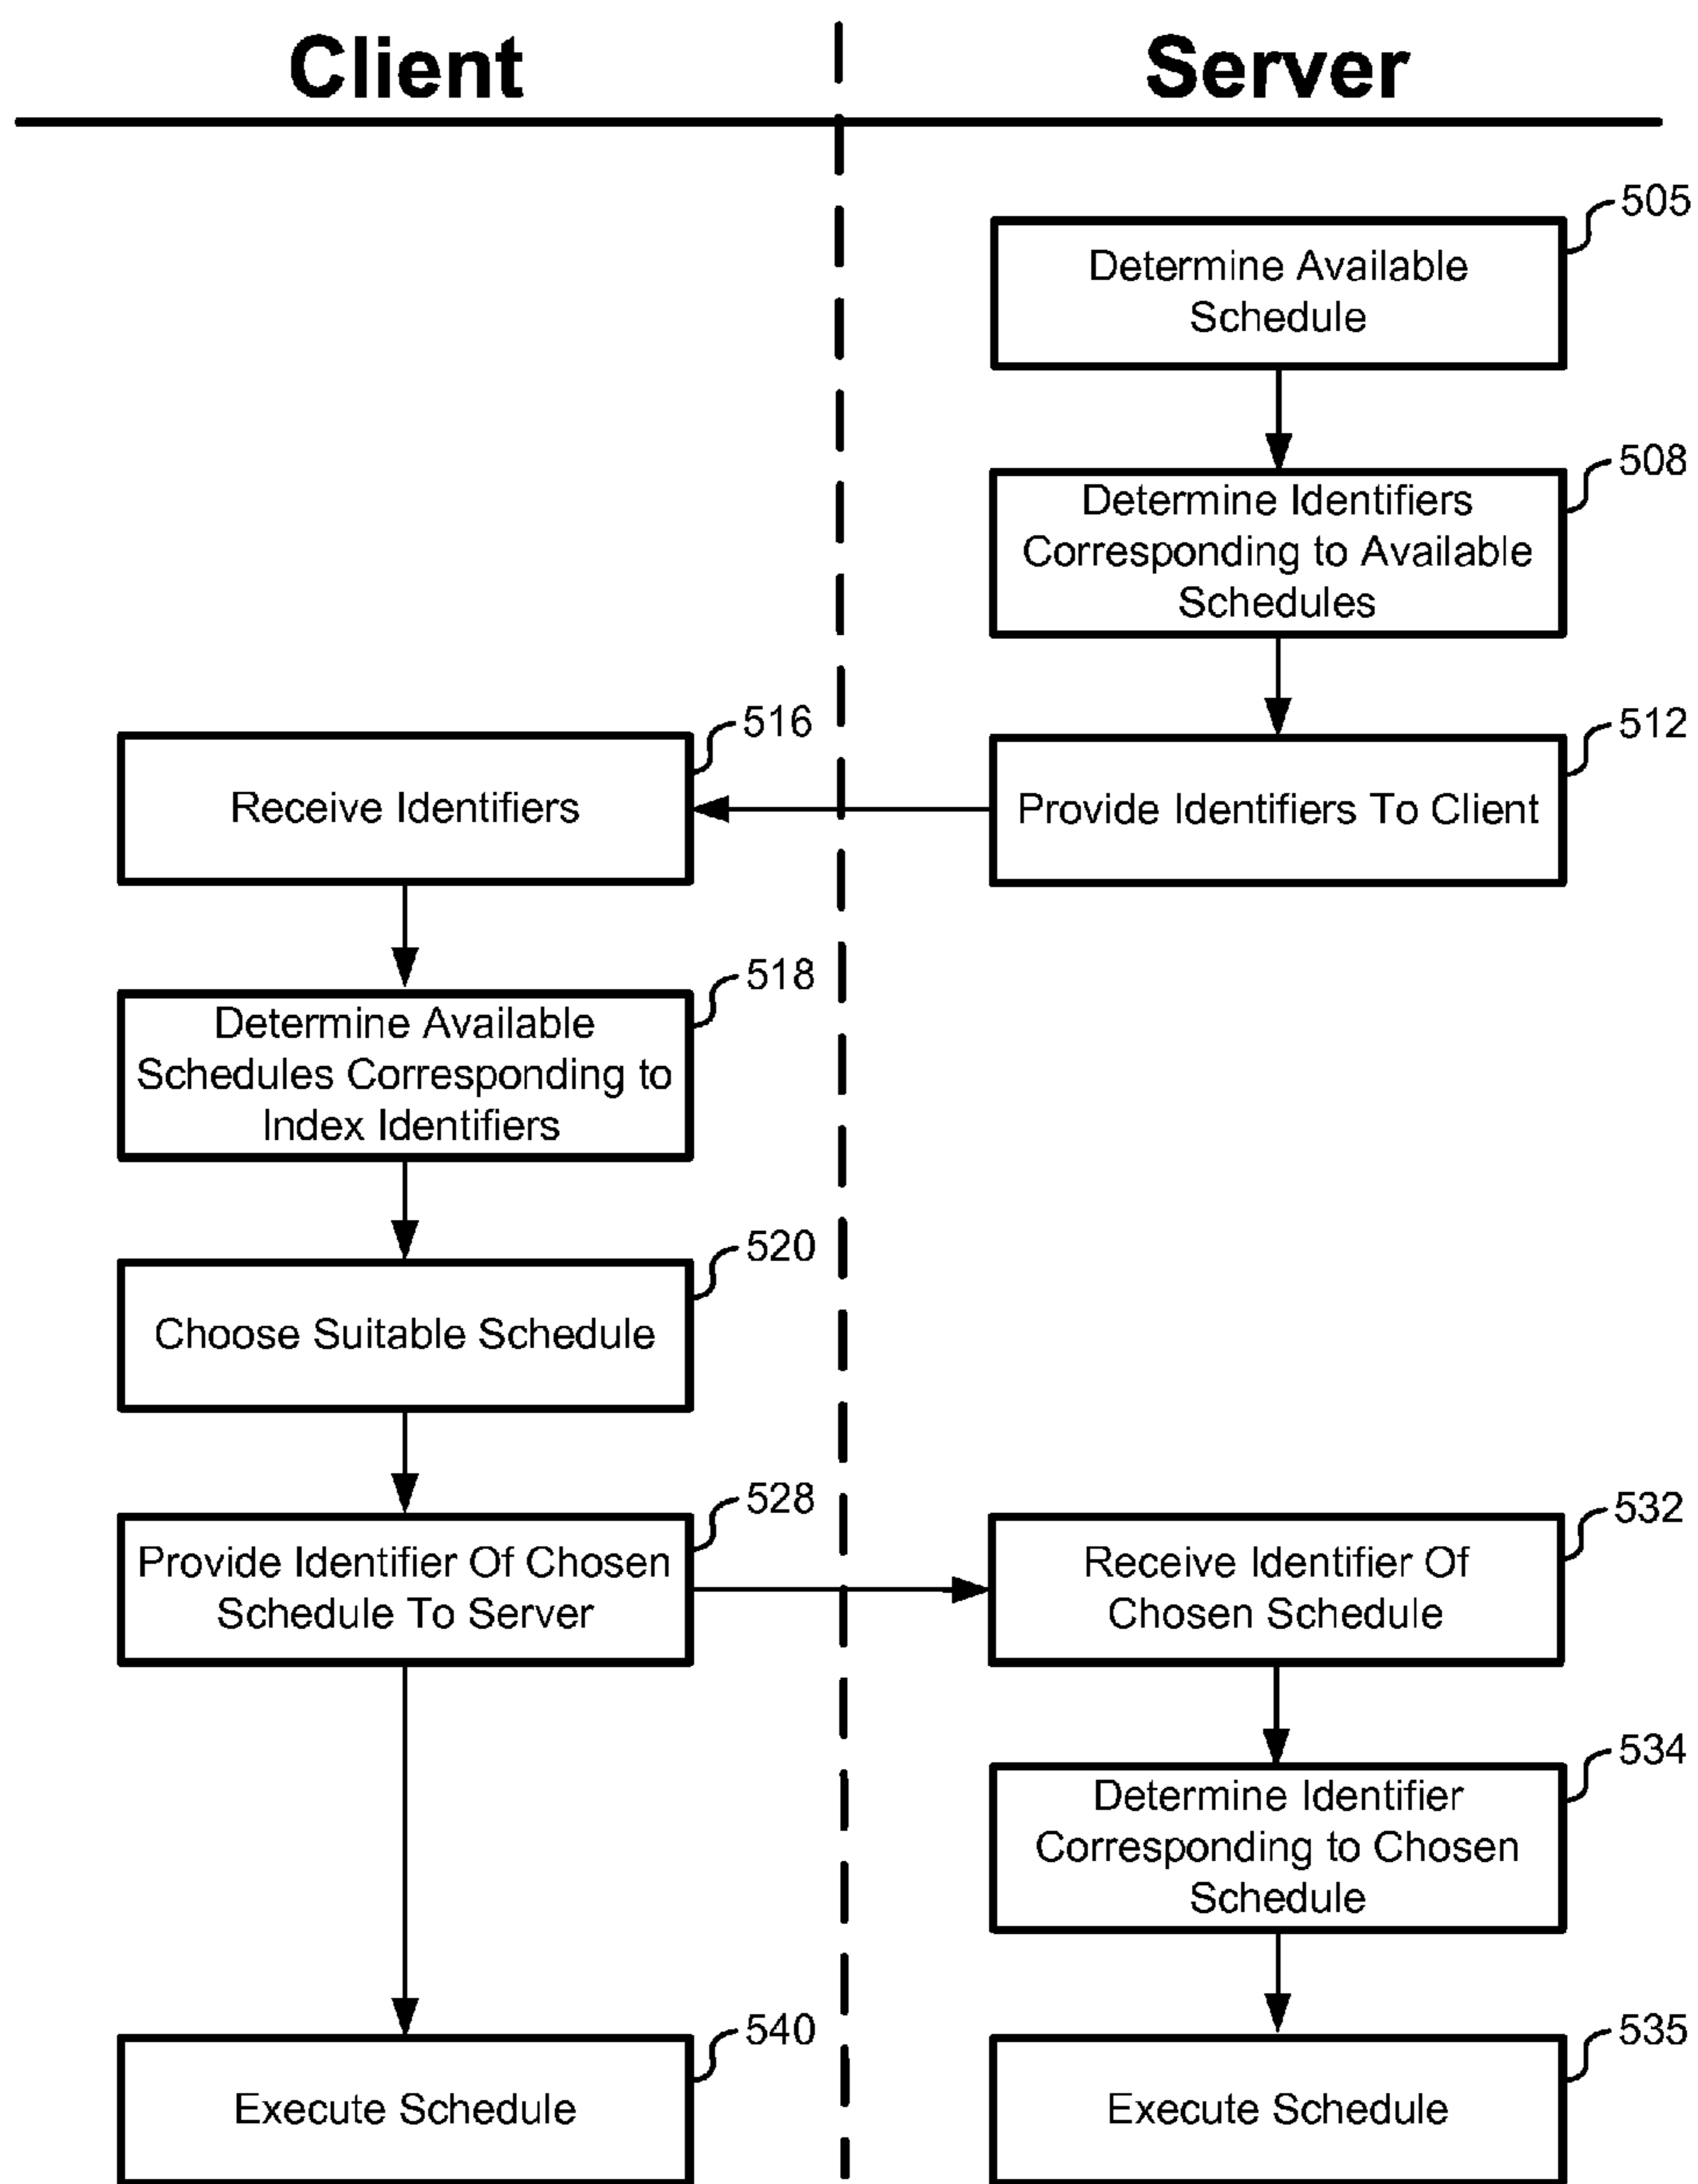 Client
Server
505
Determine Available
Schedule
508
Determine Identifiers
Corresponding to Available
Schedules
516
Receive Identifiers
512
Provide Identifiers To Client
518
Determine Available
Schedules Corresponding to
Index Identifiers
520
Choose Suitable Schedule
528
Provide Identifier Of Chosen
Schedule To Server
532
Receive Identifier Of
Chosen Schedule
534
Determine Identifier
Corresponding to Chosen
Schedule
540
Execute Schedule
535
Execute Schedule